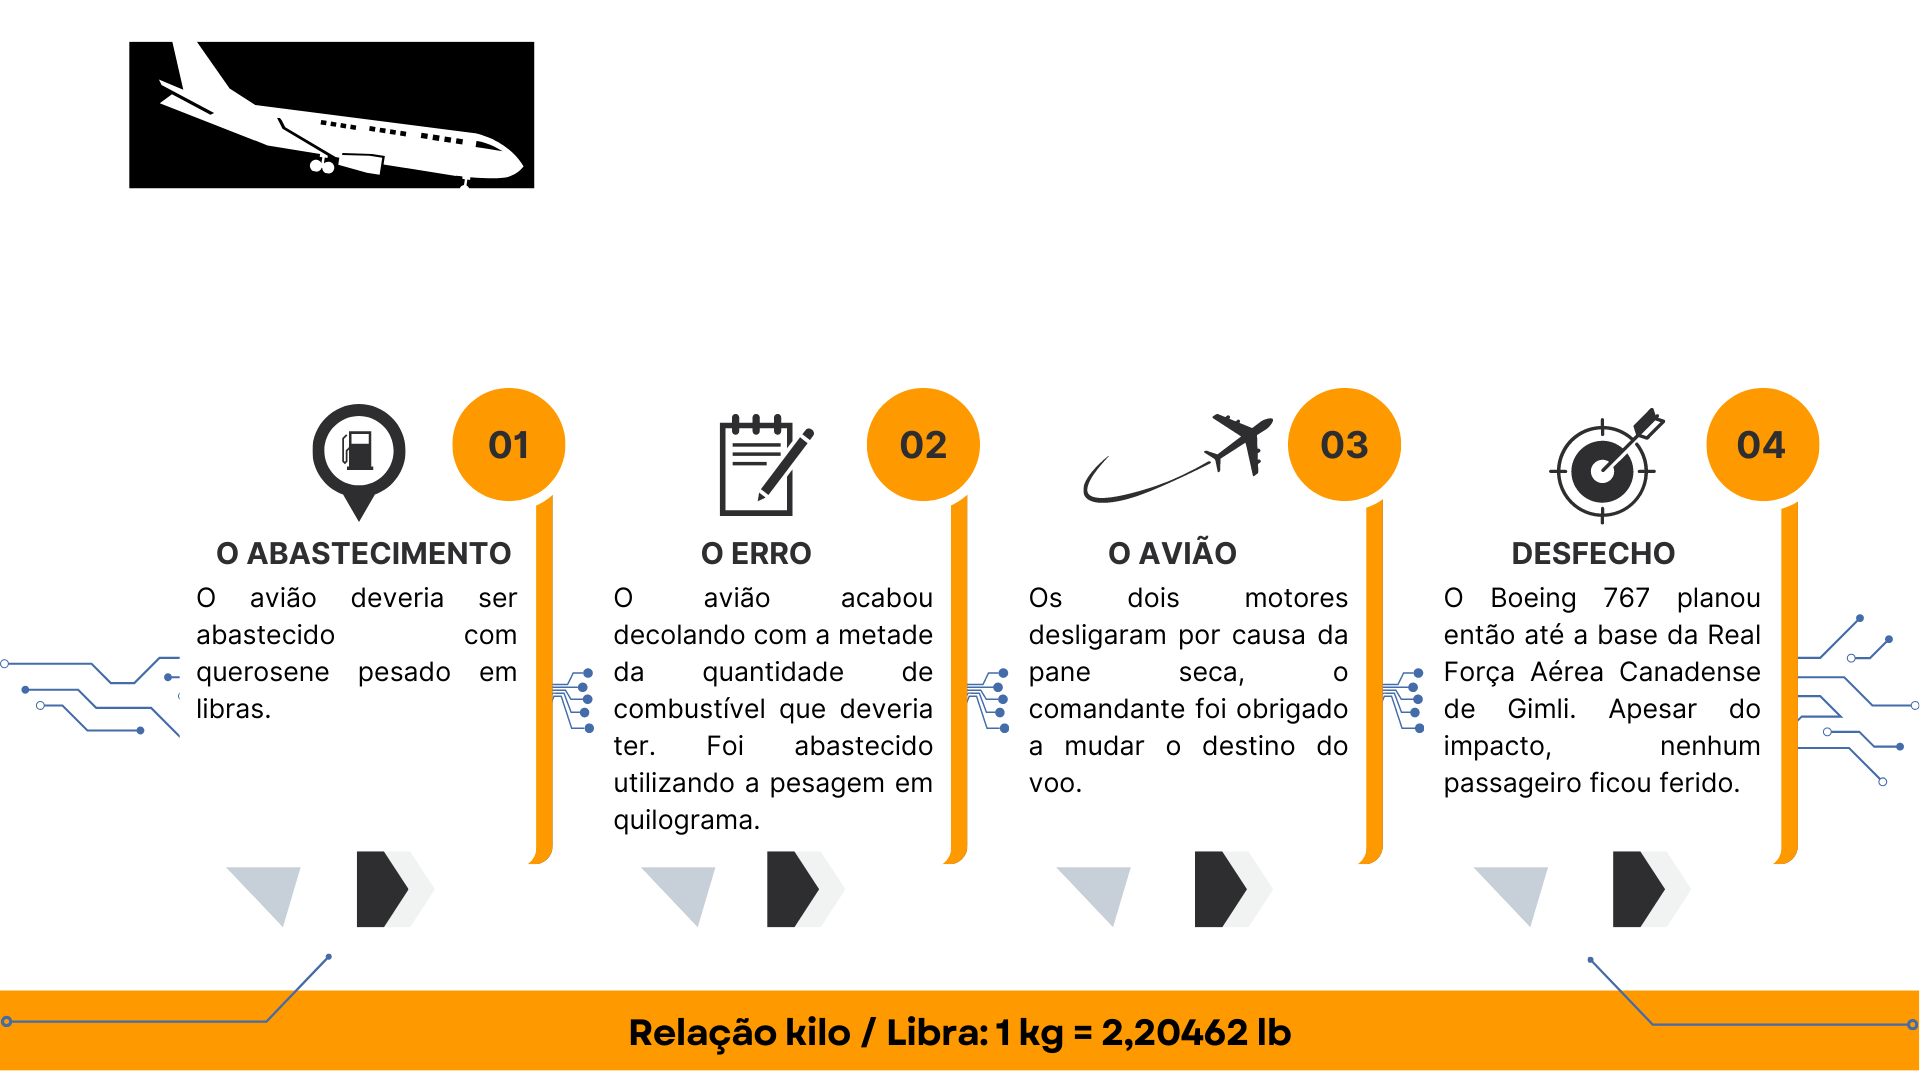 01
O ABASTECIMENTO
O avião deveria ser
abastecido com
querosene pesado em
libras.
02
O ERRO
O avião acabou
decolando com a metade
da quantidade de
combustível que deveria
ter. Foi abastecido
utilizando a pesagem em
quilograma.
03
O AVIÃO
Os dois motores
desligaram por causa da
pane seca, o
comandante foi obrigado
a mudar o destino do
voo.
04
DESFECHO
O Boeing 767 planou
então até a base da Real
Força Aérea Canadense
de Gimli. Apesar do
impacto, nenhum
passageiro ficou ferido.
Relação kilo / Libra: 1 kg = 2,20462 lb